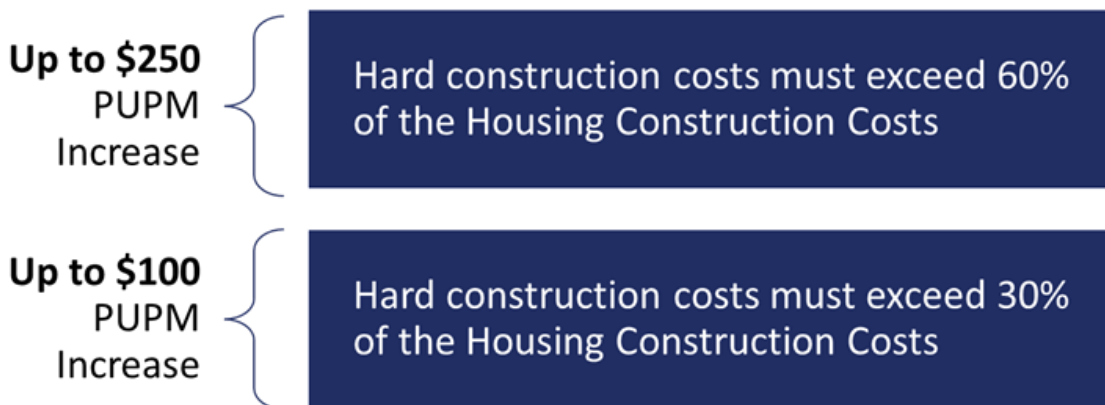 Up to $250
PUPM
Increase
Hard construction costs must exceed 60%
of the Housing Construction Costs
Up to $100
PUPM
Increase
Hard construction costs must exceed 30%
of the Housing Construction Costs